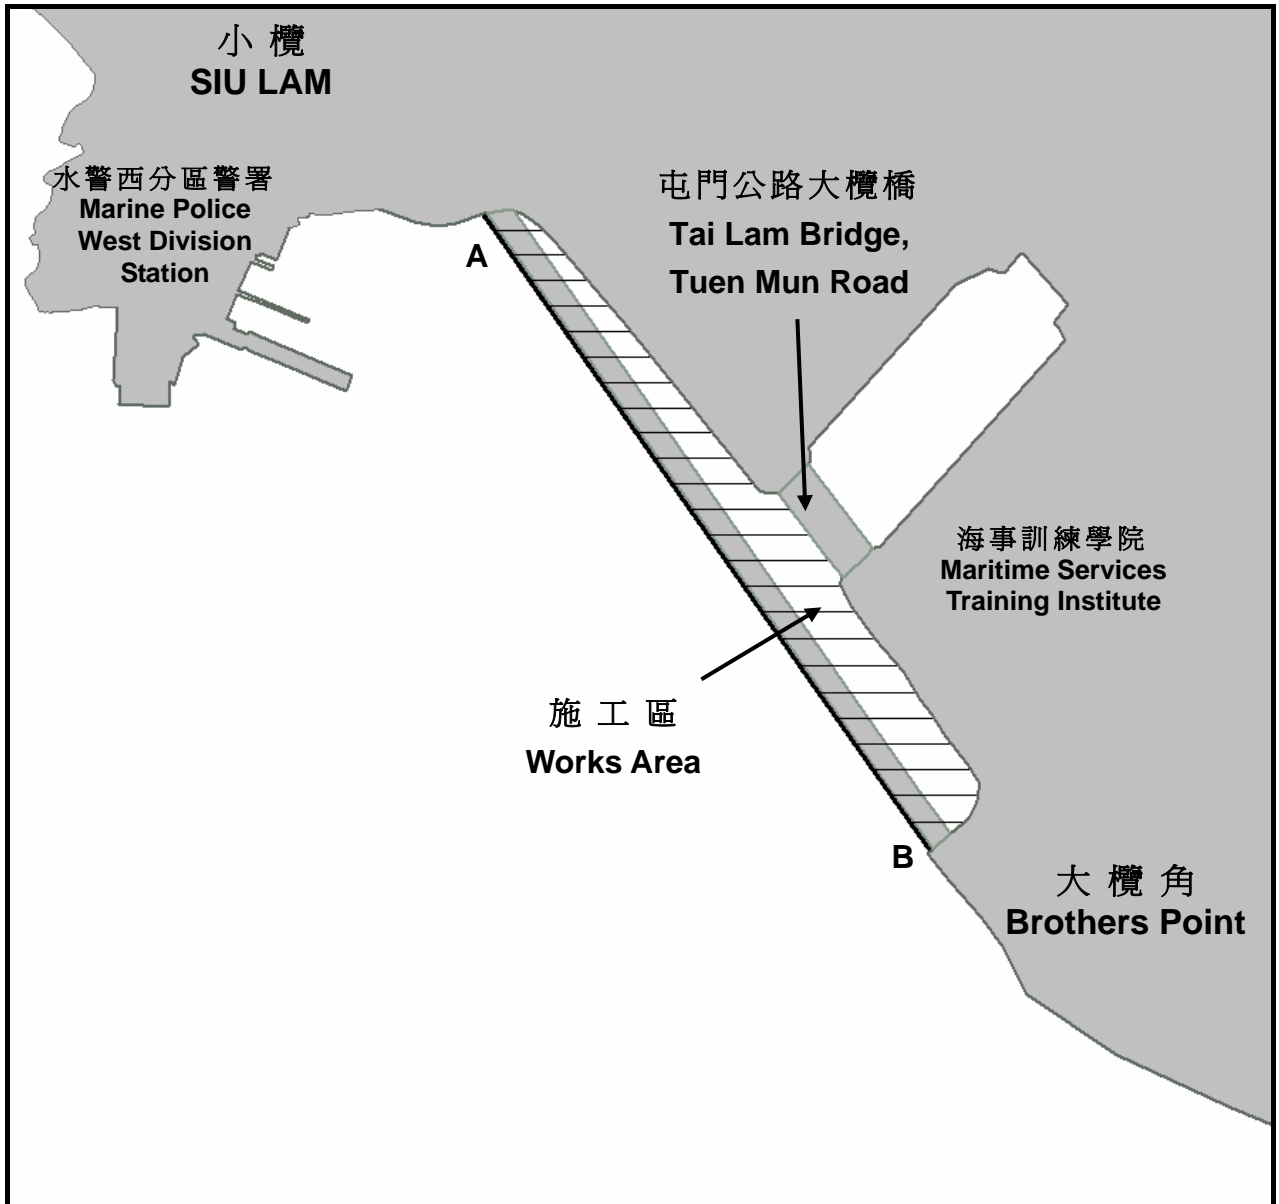 小欖
SIU LAM
水警西分區警署
Marine Police
West Division
Station
A
屯門公路大欖橋
Tai Lam Bridge,
Tuen Mun Road
海事訓練學院
Maritime Services
Training Institute
施工區
Works Area
B
大欖角
Brothers Point